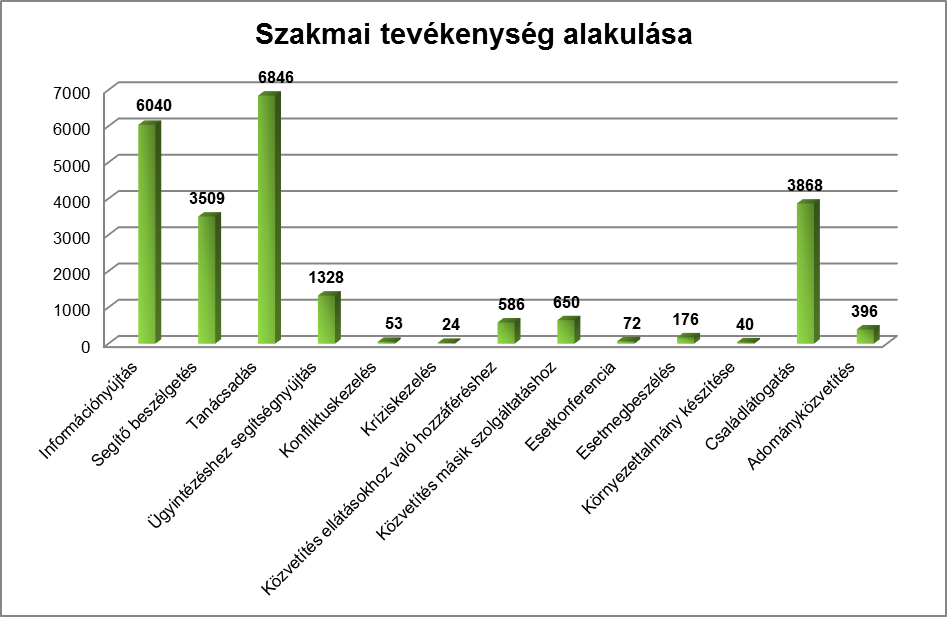 Szakmai tevékenység alakulása
7000
6000
5000
4000
3000
2000
1000
0
6040
3509
6846
1328
53
24
586
650
72
176
40
3868
396
Információnyújtás
Segítő beszélgetés
Tanácsadás
Ügyintézéshez segítségnyújtás
Konfliktuskezelés
Kríziskezelés
Közvetítés ellátásokhoz való hozzáféréshez
Közvetítés másik szolgáltatáshoz
Esetkonferencia
Esetmegbeszélés
Környezettalmány készítése
Családlátogatás
Adományközvetítés